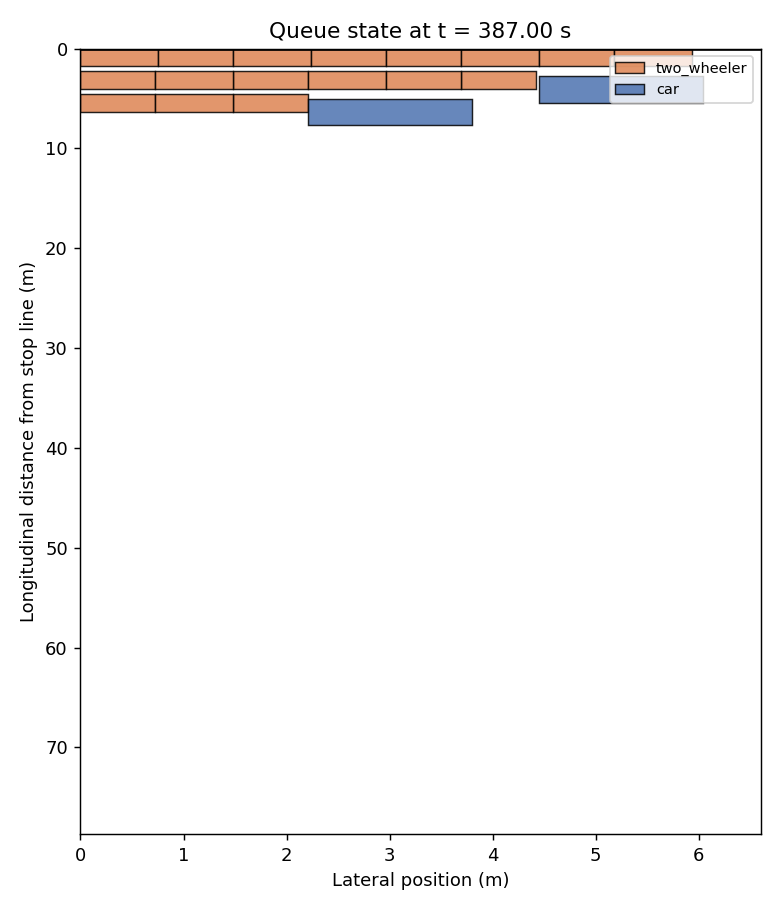 Queue state at t = 387.00 s
two_wheeler
car
0
10
20
30
40
50
60
70
Longitudinal distance from stop line (m)
0 1 2 3 4 5 6
Lateral position (m)